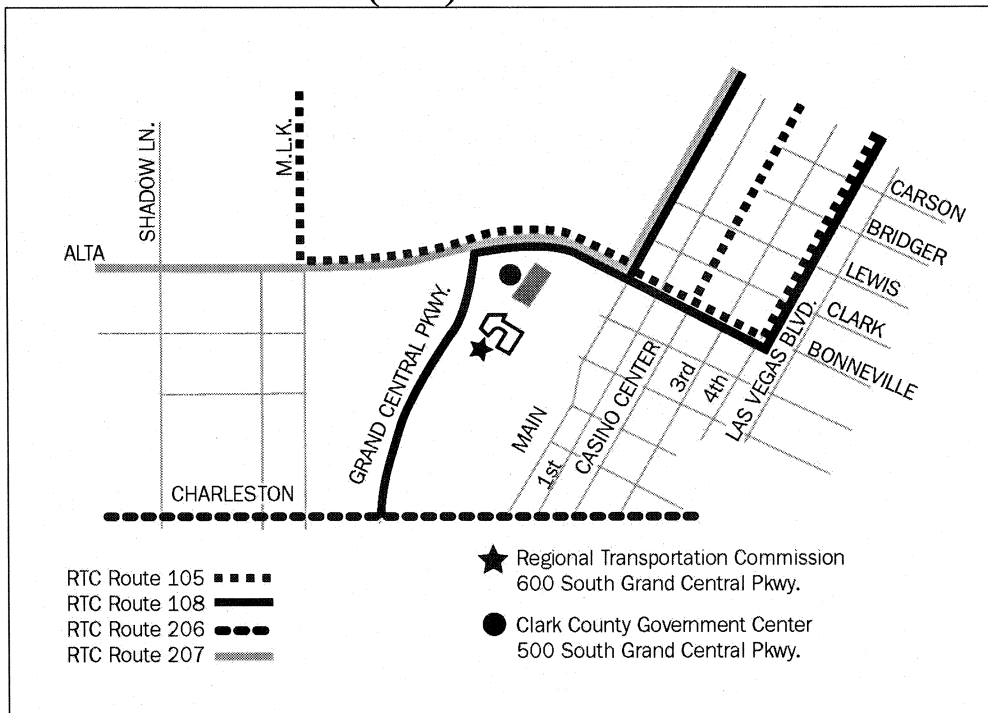 SHADOW LN.
M.L.K.
ALTA
GRAND CENTRAL PKWY.
CHARLESTON
MAIN
1st
CASINO CENTER
3rd
4th
LAS VEGAS BLVD.
CARSON
BRIDGER
LEWIS
CLARK
BONNEVILLE
RTC Route 105
RTC Route 108
RTC Route 206
RTC Route 207
Regional Transportation Commission
600 South Grand Central Pkwy.
Clark County Government Center
500 South Grand Central Pkwy.